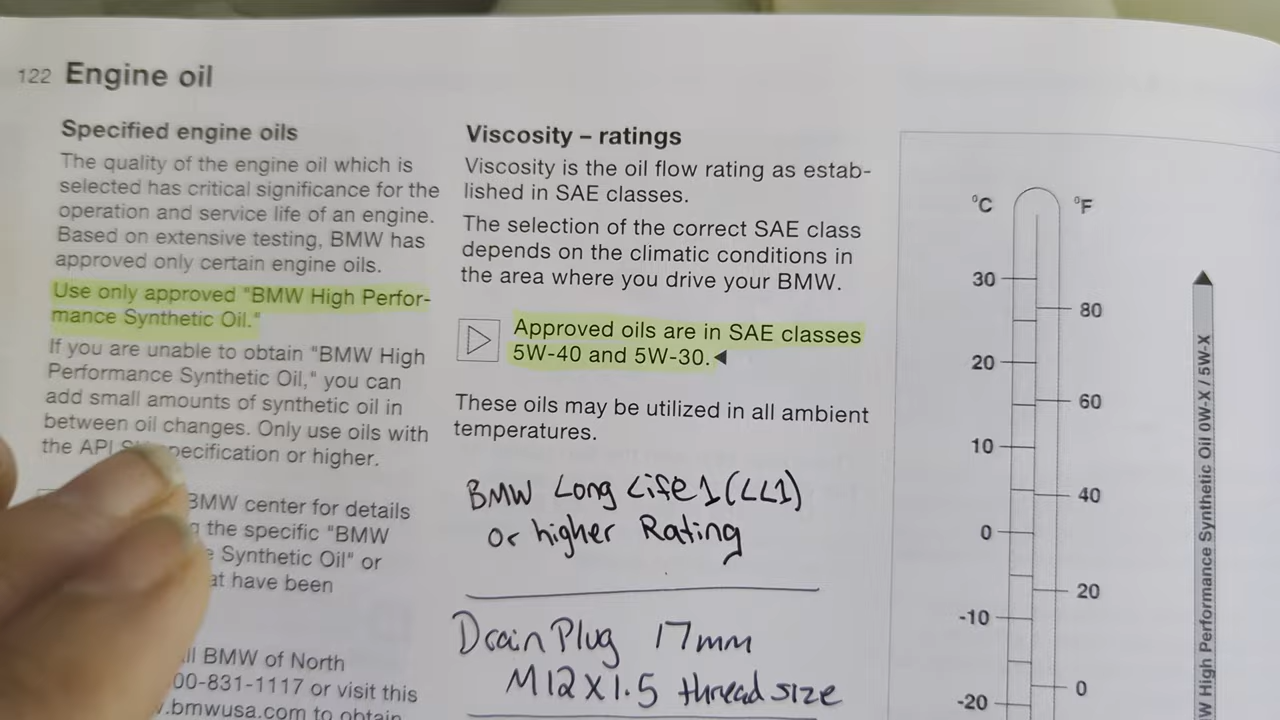 122 Engine oil
Specified engine oils
The quality of the engine oil which is
selected has critical significance for the
operation and service life of an engine.
Based on extensive testing, BMW has
approved only certain engine oils.
Use only approved "BMW High Perfor-
mance Synthetic Oil."
If you are unable to obtain "BMW High
Performance Synthetic Oil," you can
add small amounts of synthetic oil in
between oil changes. Only use oils with
the API specification or higher.
BMW center for details
the specific "BMW
Synthetic Oil" or
have been
BMW of North
00-831-1117 or visit this
.bmwusa.com to obtain
Viscosity – ratings
Viscosity is the oil flow rating as estab-
lished in SAE classes.
The selection of the correct SAE class
depends on the climatic conditions in
the area where you drive your BMW.
Approved oils are in SAE classes
5W-40 and 5W-30.
These oils may be utilized in all ambient
temperatures.
BMW Long Life 1 (LL1)
or higher Rating
Drain Plug 17mm
M12x1.5 thread size
°C °F
30
80
20
60
10
40
0
20
-10
0
-20
W High Performance Synthetic Oil 0W-X / 5W-X